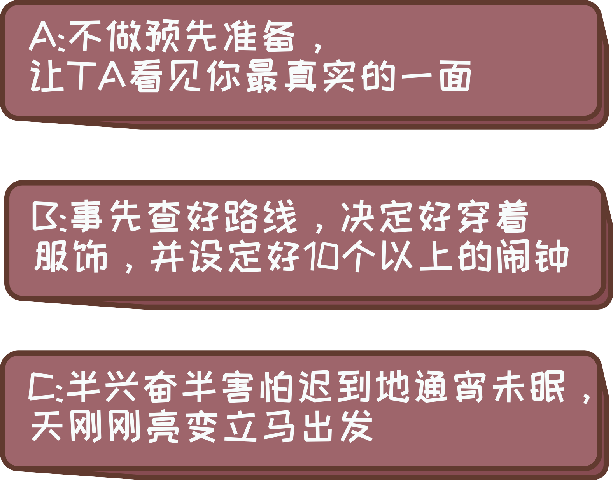 A:不做预先准备，
让TA看见你最真实的一面
B:事先查好路线，决定好穿着
服饰，并设定好10个以上的闹钟
C:半兴奋半害怕迟到地通宵未眠，
天刚刚亮变立马出发